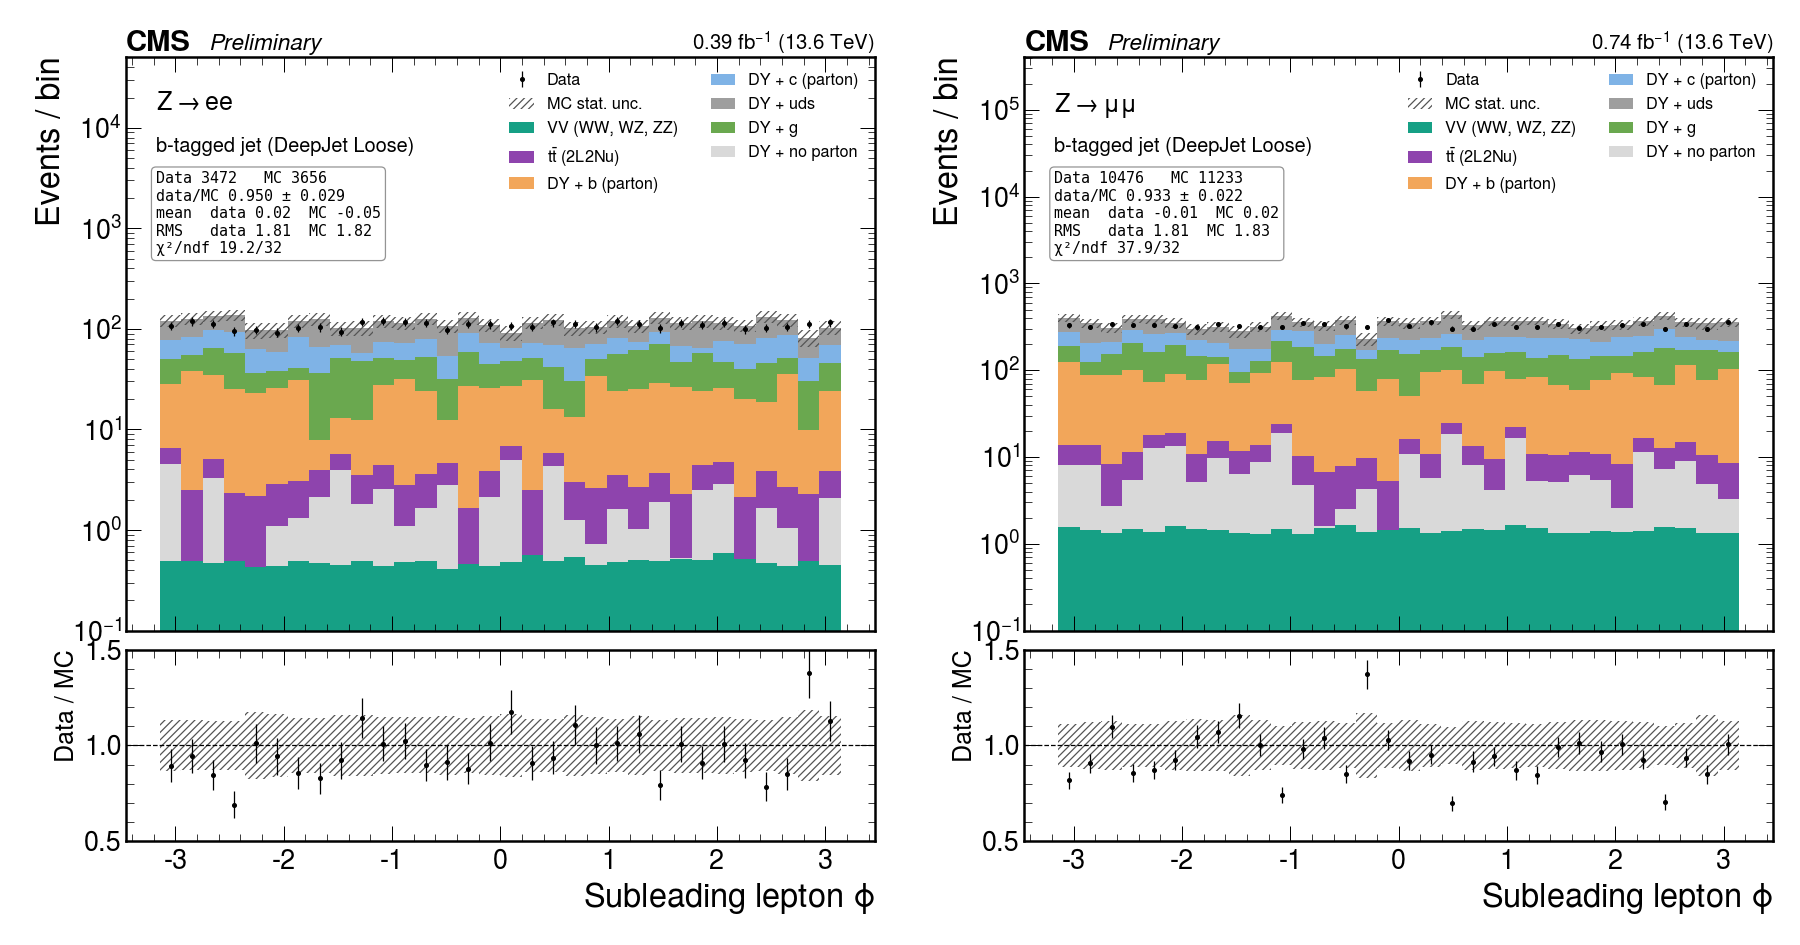 CMS Preliminary 0.39 fb⁻¹ (13.6 TeV)
Events / bin
Z → ee
b-tagged jet (DeepJet Loose)
Data 3472 MC 3656
data/MC 0.950 ± 0.029
mean data 0.02 MC -0.05
RMS data 1.81 MC 1.82
χ²/ndf 19.2/32
Data
MC stat. unc.
VV (WW, WZ, ZZ)
tt̄ (2L2Nu)
DY + b (parton)
DY + c (parton)
DY + uds
DY + g
DY + no parton
10⁴
10³
10²
10¹
10⁰
10⁻¹
Data / MC
1.5
1.0
0.5
-3 -2 -1 0 1 2 3
Subleading lepton ϕ
CMS Preliminary 0.74 fb⁻¹ (13.6 TeV)
Events / bin
Z → μμ
b-tagged jet (DeepJet Loose)
Data 10476 MC 11233
data/MC 0.933 ± 0.022
mean data -0.01 MC 0.02
RMS data 1.81 MC 1.83
χ²/ndf 37.9/32
Data
MC stat. unc.
VV (WW, WZ, ZZ)
tt̄ (2L2Nu)
DY + b (parton)
DY + c (parton)
DY + uds
DY + g
DY + no parton
10⁵
10⁴
10³
10²
10¹
10⁰
10⁻¹
Data / MC
1.5
1.0
0.5
-3 -2 -1 0 1 2 3
Subleading lepton ϕ